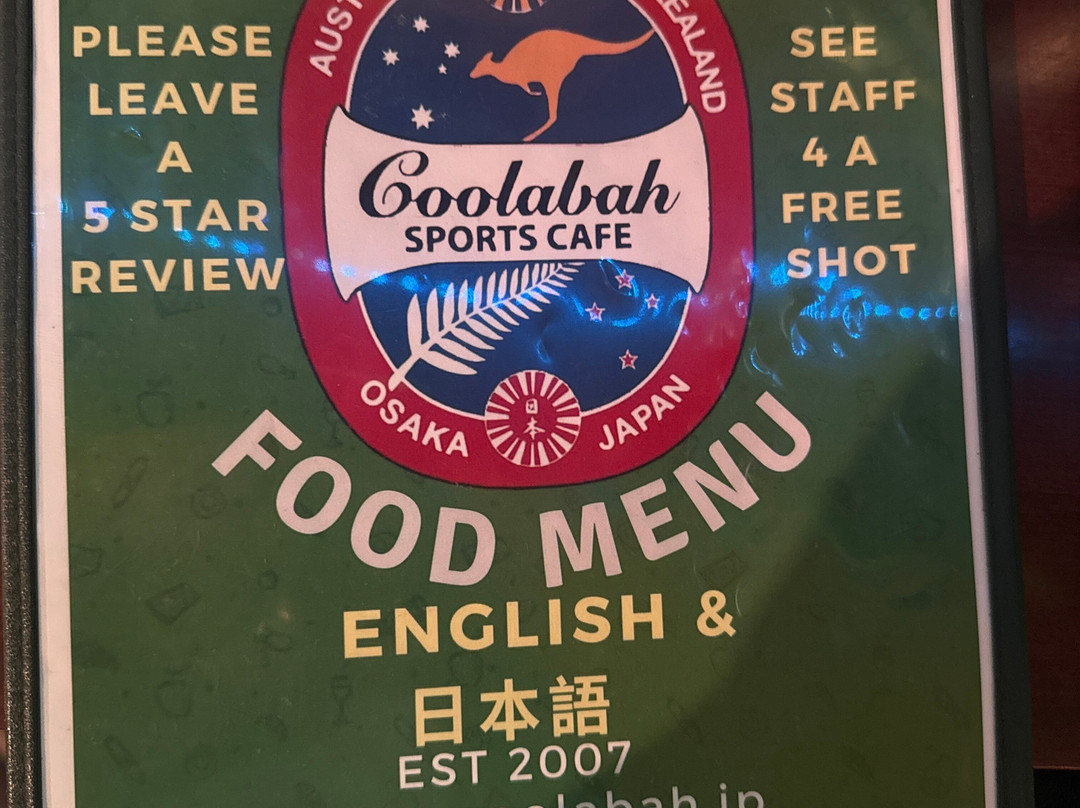 PLEASE
LEAVE
A
5 STAR
REVIEW
SEE
STAFF
4 A
FREE
SHOT
Coolabah
SPORTS CAFE
OSAKA
日本
JAPAN
FOOD MENU
ENGLISH &
日本語
EST 2007